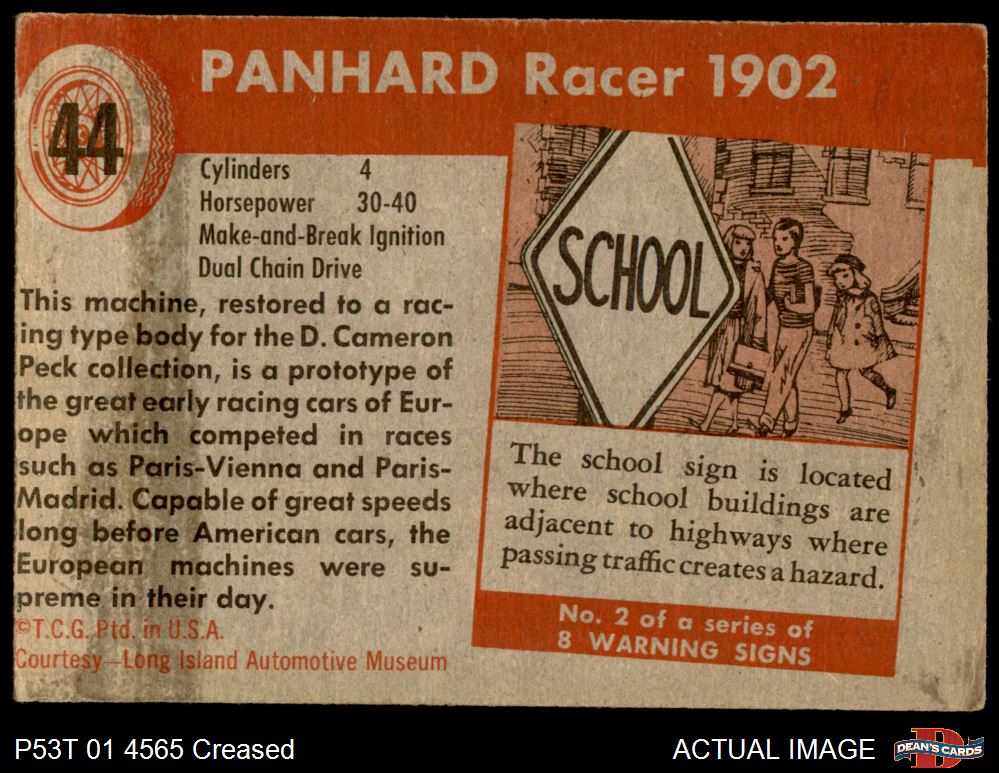 44
PANHARD Racer 1902
Cylinders 4
Horsepower 30-40
Make-and-Break Ignition
Dual Chain Drive
This machine, restored to a rac-
ing type body for the D. Cameron
Peck collection, is a prototype of
the great early racing cars of Eur-
ope which competed in races
such as Paris-Vienna and Paris-
Madrid. Capable of great speeds
long before American cars, the
European machines were su-
preme in their day.
©T.C.G. Ptd. in U.S.A.
Courtesy—Long Island Automotive Museum
SCHOOL
The school sign is located
where school buildings are
adjacent to highways where
passing traffic creates a hazard.
No. 2 of a series of
8 WARNING SIGNS
P53T 01 4565 Creased
ACTUAL IMAGE
DEAN'S CARDS